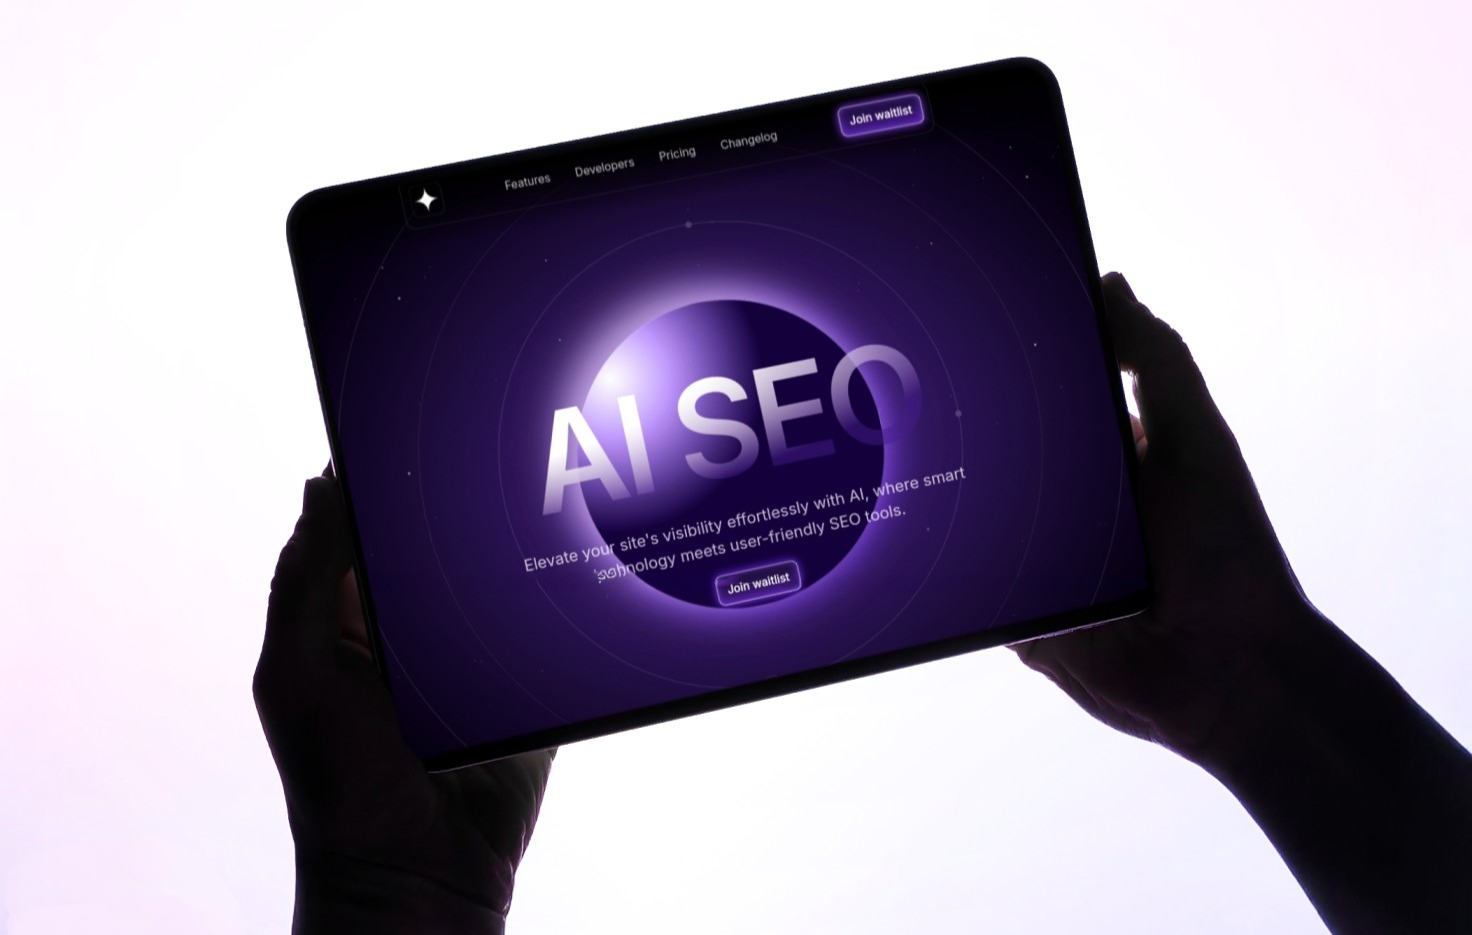 Features Developers Pricing Changelog Join waitlist
AI SEO
Elevate your site's visibility effortlessly with AI, where smart
technology meets user-friendly SEO tools.
Join waitlist